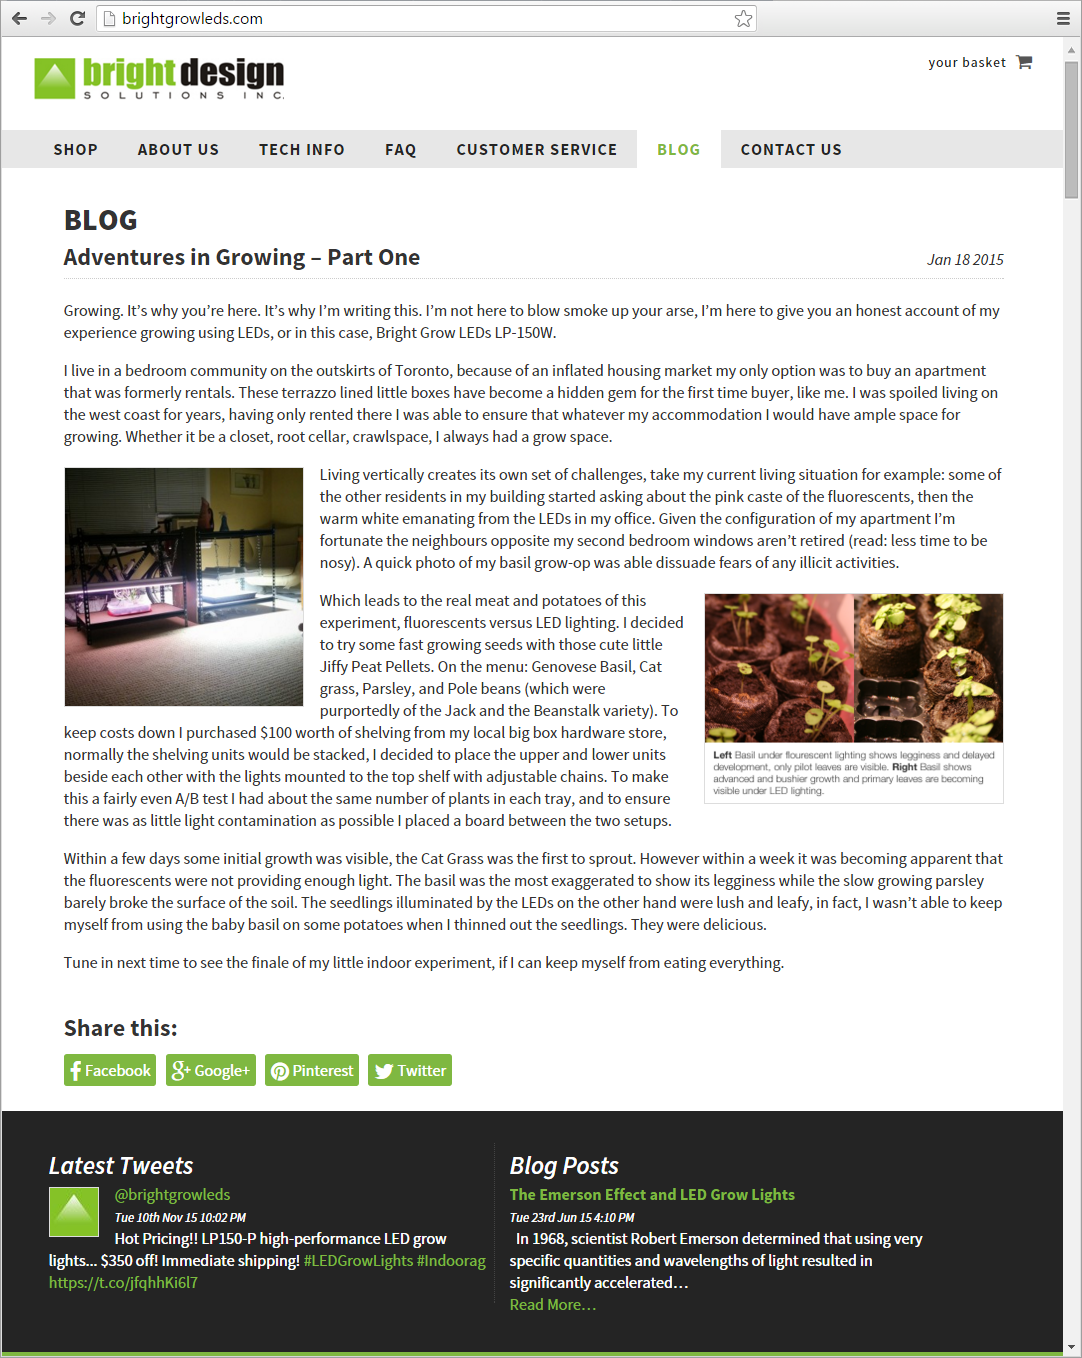 brightgrowleds.com
bright design
SOLUTIONS INC.
your basket
SHOP ABOUT US TECH INFO FAQ CUSTOMER SERVICE BLOG CONTACT US
BLOG
Adventures in Growing – Part One
Jan 18 2015
Growing. It’s why you’re here. It’s why I’m writing this. I’m not here to blow smoke up your arse, I’m here to give you an honest account of my
experience growing using LEDs, or in this case, Bright Grow LEDs LP-150W.
I live in a bedroom community on the outskirts of Toronto, because of an inflated housing market my only option was to buy an apartment
that was formerly rentals. These terrazzo lined little boxes have become a hidden gem for the first time buyer, like me. I was spoiled living on
the west coast for years, having only rented there I was able to ensure that whatever my accommodation I would have ample space for
growing. Whether it be a closet, root cellar, crawlspace, I always had a grow space.
Living vertically creates its own set of challenges, take my current living situation for example: some of
the other residents in my building started asking about the pink caste of the fluorescents, then the
warm white emanating from the LEDs in my office. Given the configuration of my apartment I’m
fortunate the neighbours opposite my second bedroom windows aren’t retired (read: less time to be
nosy). A quick photo of my basil grow-op was able dissuade fears of any illicit activities.
Which leads to the real meat and potatoes of this
experiment, fluorescents versus LED lighting. I decided
to try some fast growing seeds with those cute little
Jiffy Peat Pellets. On the menu: Genovese Basil, Cat
grass, Parsley, and Pole beans (which were
purportedly of the Jack and the Beanstalk variety). To
keep costs down I purchased $100 worth of shelving from my local big box hardware store,
normally the shelving units would be stacked, I decided to place the upper and lower units
beside each other with the lights mounted to the top shelf with adjustable chains. To make
this a fairly even A/B test I had about the same number of plants in each tray, and to ensure
there was as little light contamination as possible I placed a board between the two setups.
Left Basil under flourescent lighting shows legginess and delayed
development, only pilot leaves are visible. Right Basil shows
advanced and bushier growth and primary leaves are becoming
visible under LED lighting.
Within a few days some initial growth was visible, the Cat Grass was the first to sprout. However within a week it was becoming apparent that
the fluorescents were not providing enough light. The basil was the most exaggerated to show its legginess while the slow growing parsley
barely broke the surface of the soil. The seedlings illuminated by the LEDs on the other hand were lush and leafy, in fact, I wasn’t able to keep
myself from using the baby basil on some potatoes when I thinned out the seedlings. They were delicious.
Tune in next time to see the finale of my little indoor experiment, if I can keep myself from eating everything.
Share this:
Facebook Google+ Pinterest Twitter
Latest Tweets
@brightgrowleds
Tue 10th Nov 15 10:02 PM
Hot Pricing!! LP150-P high-performance LED grow
lights... $350 off! Immediate shipping! #LEDGrowLights #Indoorag
https://t.co/jfqhhKi6l7
Blog Posts
The Emerson Effect and LED Grow Lights
Tue 23rd Jun 15 4:10 PM
In 1968, scientist Robert Emerson determined that using very
specific quantities and wavelengths of light resulted in
significantly accelerated…
Read More…